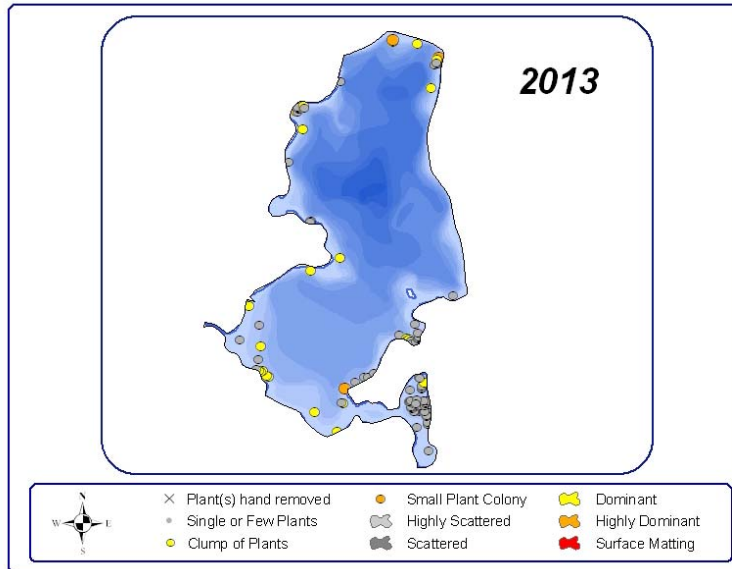 2013
N
W E
S
Plant(s) hand removed
Single or Few Plants
Clump of Plants
Small Plant Colony
Highly Scattered
Scattered
Dominant
Highly Dominant
Surface Matting